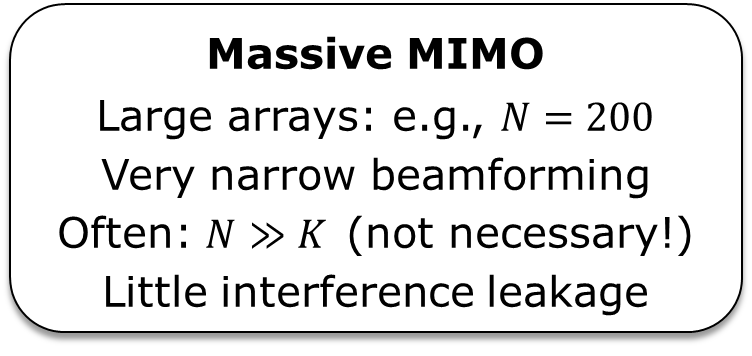 Massive MIMO
Large arrays: e.g., N = 200
Very narrow beamforming
Often: N ≫ K (not necessary!)
Little interference leakage